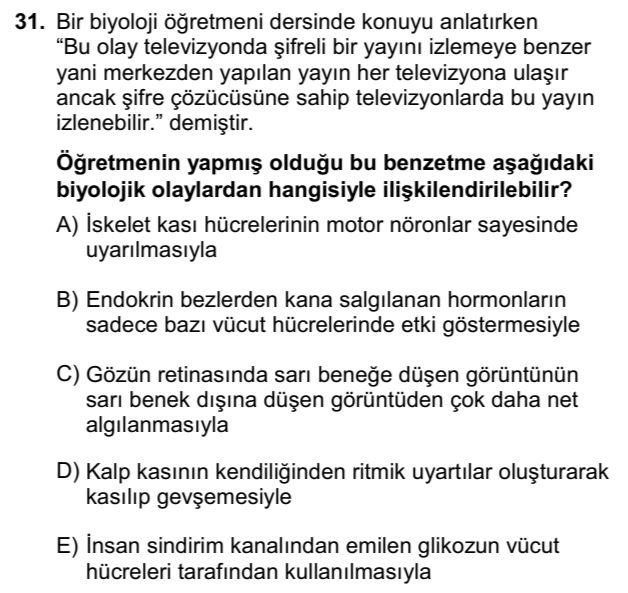 31. Bir biyoloji öğretmeni dersinde konuyu anlatırken
“Bu olay televizyonda şifreli bir yayını izlemeye benzer
yani merkezden yapılan yayın her televizyona ulaşır
ancak şifre çözücüsüne sahip televizyonlarda bu yayın
izlenebilir.” demiştir.
Öğretmenin yapmış olduğu bu benzetme aşağıdaki
biyolojik olaylardan hangisiyle ilişkilendirilebilir?
A) İskelet kası hücrelerinin motor nöronlar sayesinde
uyarılmasıyla
B) Endokrin bezlerden kana salgılanan hormonların
sadece bazı vücut hücrelerinde etki göstermesiyle
C) Gözün retinasında sarı beneğe düşen görüntünün
sarı benek dışına düşen görüntüden çok daha net
algılanmasıyla
D) Kalp kasının kendiliğinden ritmik uyartılar oluşturarak
kasılıp gevşemesiyle
E) İnsan sindirim kanalından emilen glikozun vücut
hücreleri tarafından kullanılmasıyla